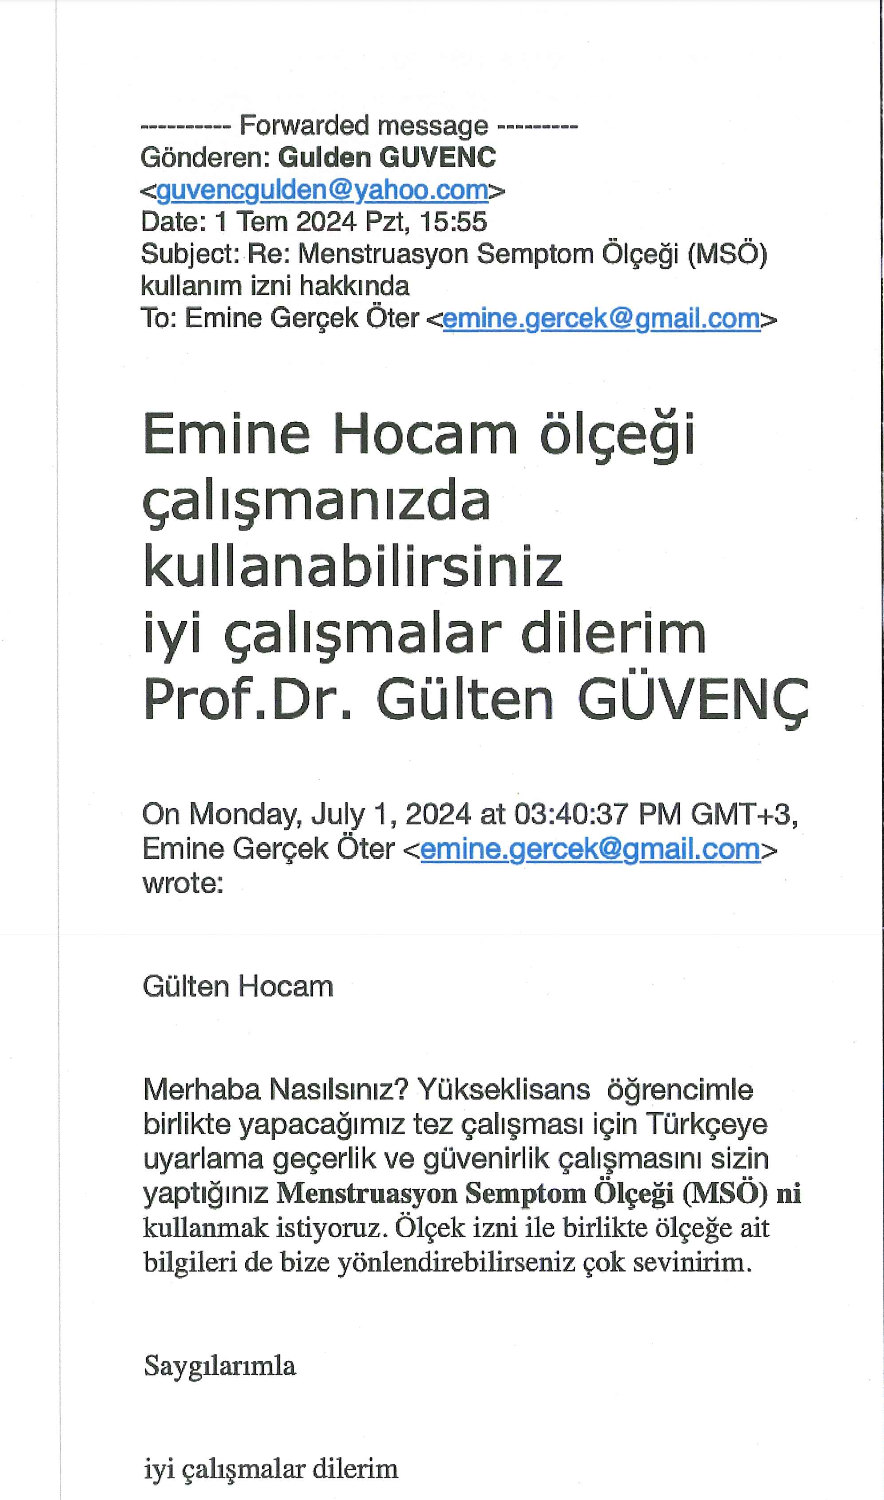 ---------- Forwarded message ---------
Gönderen: Gulden GUVENC
<guvencgulden@yahoo.com>
Date: 1 Tem 2024 Pzt, 15:55
Subject: Re: Menstruasyon Semptom Ölçeği (MSÖ)
kullanım izni hakkında
To: Emine Gerçek Öter <emine.gercek@gmail.com>
Emine Hocam ölçeği
çalışmanızda
kullanabilirsiniz
iyi çalışmalar dilerim
Prof.Dr. Gülten GÜVENÇ
On Monday, July 1, 2024 at 03:40:37 PM GMT+3,
Emine Gerçek Öter <emine.gercek@gmail.com>
wrote:
Gülten Hocam
Merhaba Nasılsınız? Yükseklisans  öğrencimle
birlikte yapacağımız tez çalışması için Türkçeye
uyarlama geçerlik ve güvenirlik çalışmasını sizin
yaptığınız Menstruasyon Semptom Ölçeği (MSÖ) ni
kullanmak istiyoruz. Ölçek izni ile birlikte ölçeğe ait
bilgileri de bize yönlendirebilirseniz çok sevinirim.
Saygılarımla
iyi çalışmalar dilerim